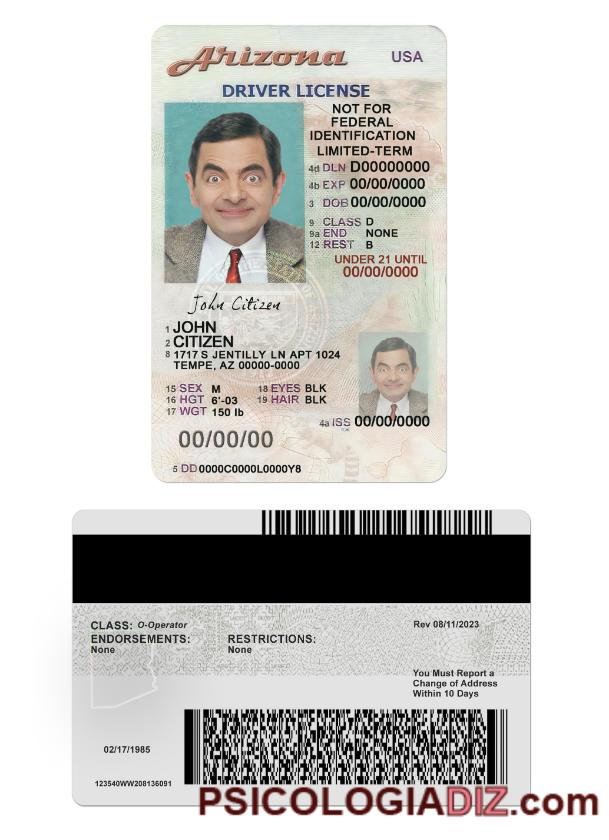 Arizona USA
DRIVER LICENSE
NOT FOR
FEDERAL
IDENTIFICATION
LIMITED-TERM
4d DLN D00000000
4b EXP 00/00/0000
3 DOB 00/00/0000
9 CLASS D
9a END NONE
12 REST B
UNDER 21 UNTIL
00/00/0000
John Citizen
1 JOHN
2 CITIZEN
8 1717 S JENTILLY LN APT 1024
TEMPE, AZ 00000-0000
15 SEX M 18 EYES BLK
16 HGT 6'-03 19 HAIR BLK
17 WGT 150 lb
4a ISS 00/00/0000
00/00/00
5 DD 0000C0000L0000Y8
CLASS: O-Operator
ENDORSEMENTS:
None
RESTRICTIONS:
None
Rev 08/11/2023
You Must Report a
Change of Address
Within 10 Days
02/17/1985
123540WW208136091
PSICOLOGIADIZ.com